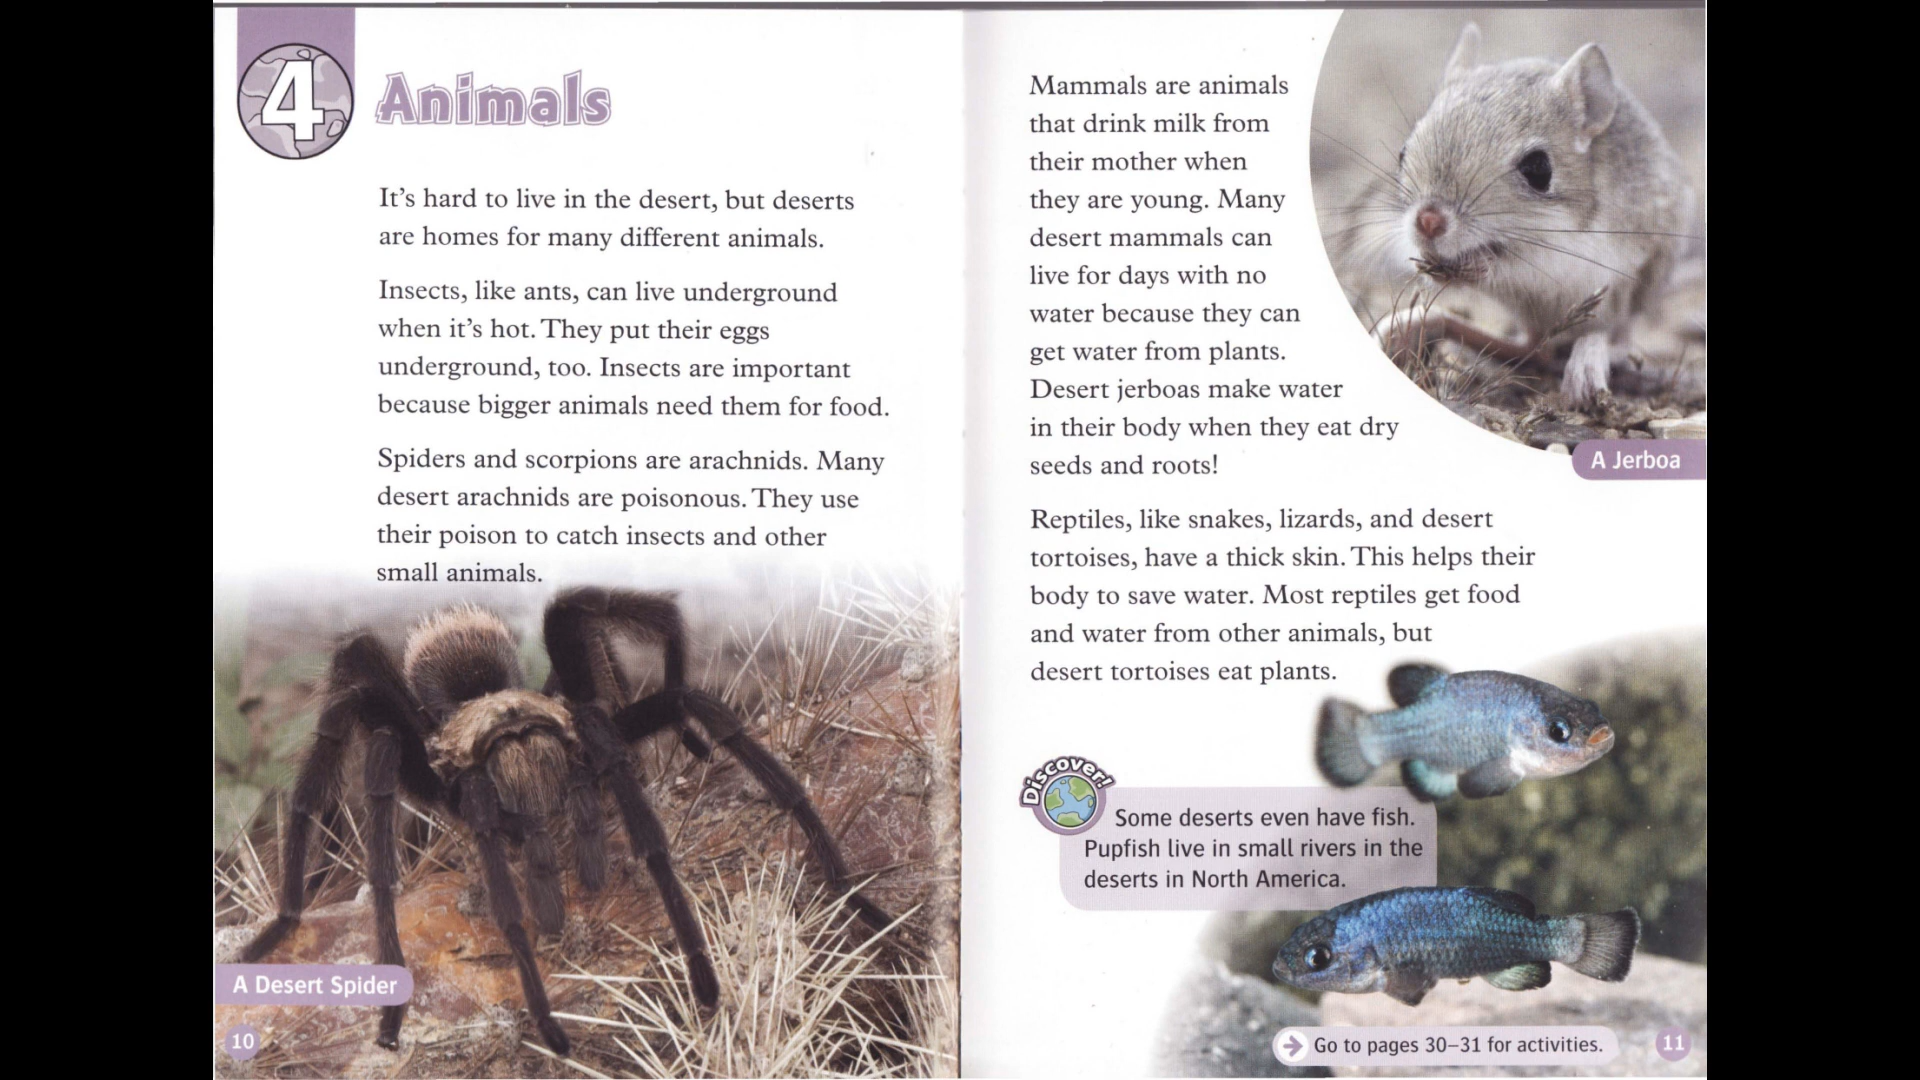 4
Animals
It's hard to live in the desert, but deserts
are homes for many different animals.
Insects, like ants, can live underground
when it's hot. They put their eggs
underground, too. Insects are important
because bigger animals need them for food.
Spiders and scorpions are arachnids. Many
desert arachnids are poisonous. They use
their poison to catch insects and other
small animals.
A Desert Spider
10
Mammals are animals
that drink milk from
their mother when
they are young. Many
desert mammals can
live for days with no
water because they can
get water from plants.
Desert jerboas make water
in their body when they eat dry
seeds and roots!
A Jerboa
Reptiles, like snakes, lizards, and desert
tortoises, have a thick skin. This helps their
body to save water. Most reptiles get food
and water from other animals, but
desert tortoises eat plants.
Discover!
Some deserts even have fish.
Pupfish live in small rivers in the
deserts in North America.
Go to pages 30–31 for activities.
11